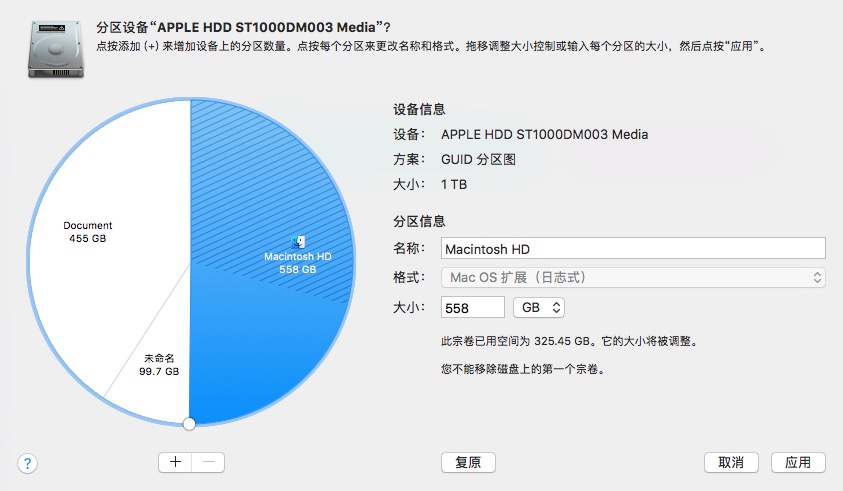 分区设备“APPLE HDD ST1000DM003 Media”?
点按添加 (+) 来增加设备上的分区数量。点按每个分区来更改名称和格式。拖移调整大小控制或输入每个分区的大小，然后点按“应用”。
设备信息
设备： APPLE HDD ST1000DM003 Media
方案： GUID 分区图
大小： 1 TB
Document
455 GB
Macintosh HD
558 GB
未命名
99.7 GB
分区信息
名称： Macintosh HD
格式： Mac OS 扩展（日志式）
大小： 558 GB
此宗卷已用空间为 325.45 GB。它的大小将被调整。
您不能移除磁盘上的第一个宗卷。
? + − 复原 取消 应用